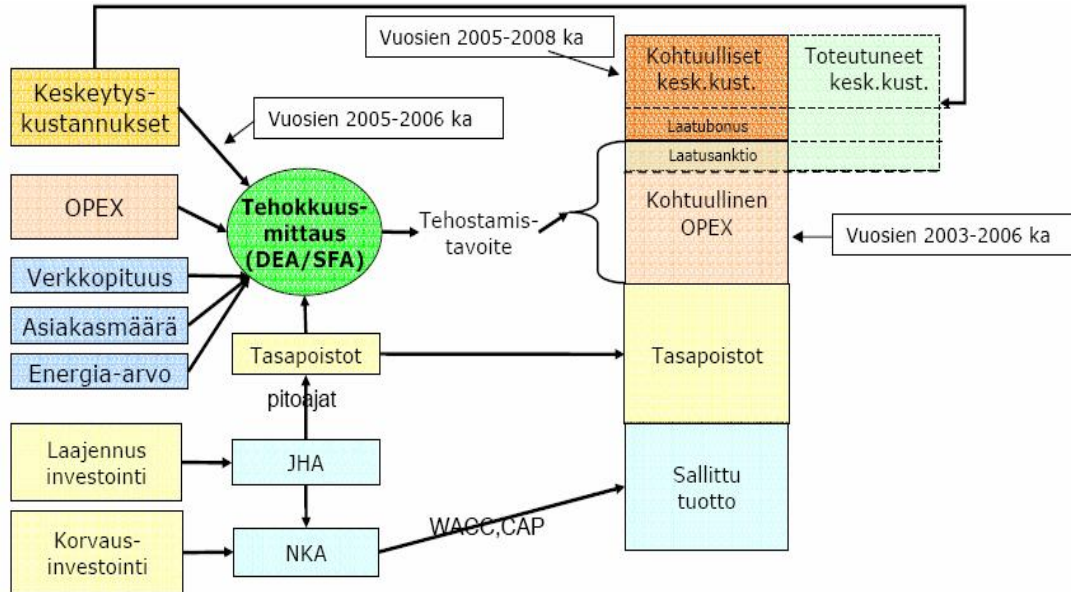 Vuosien 2005-2008 ka
Kohtuulliset
kesk.kust.
Toteutuneet
kesk.kust.
Keskeytys-
kustannukset
Vuosien 2005-2006 ka
Laatubonus
Laatusanktio
OPEX
Tehokkuus-
mittaus
(DEA/SFA)
Tehostamis-
tavoite
Kohtuullinen
OPEX
Vuosien 2003-2006 ka
Verkkopituus
Asiakasmäärä
Energia-arvo
Tasapoistot
Tasapoistot
pitoajat
Laajennus
investointi
JHA
Sallittu
tuotto
Korvaus-
investointi
NKA
WACC,CAP